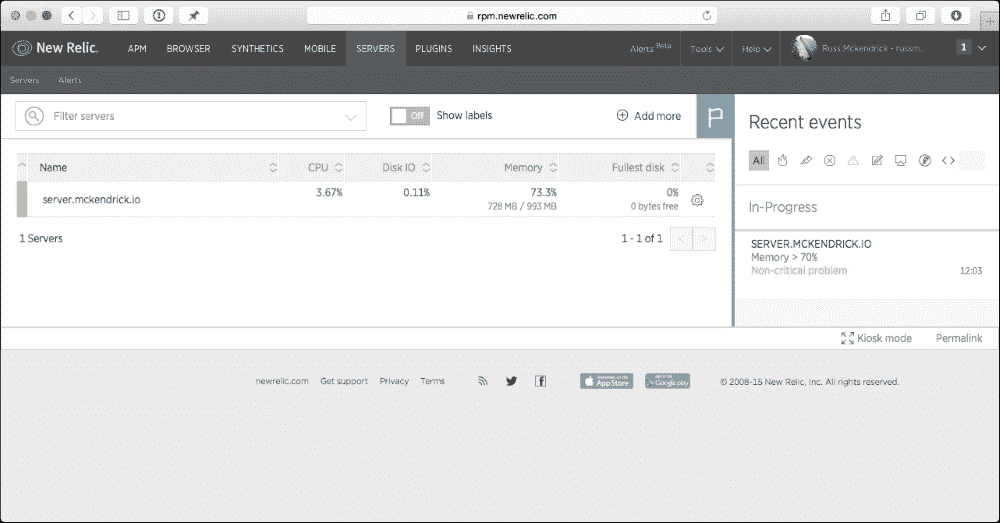 rpm.newrelic.com
New Relic. APM BROWSER SYNTHETICS MOBILE SERVERS PLUGINS INSIGHTS Alerts Beta Tools Help Russ Mckendrick - russm... 1
Servers Alerts
Filter servers Off Show labels Add more
Recent events
All
Name CPU Disk IO Memory Fullest disk
server.mckendrick.io 3.67% 0.11% 73.3% 0%
728 MB / 993 MB 0 bytes free
1 Servers 1 - 1 of 1 < >
In-Progress
SERVER.MCKENDRICK.IO
Memory > 70%
Non-critical problem 12:03
Kiosk mode Permalink
newrelic.com Get support Privacy Terms App Store Google play © 2008-15 New Relic, Inc. All rights reserved.